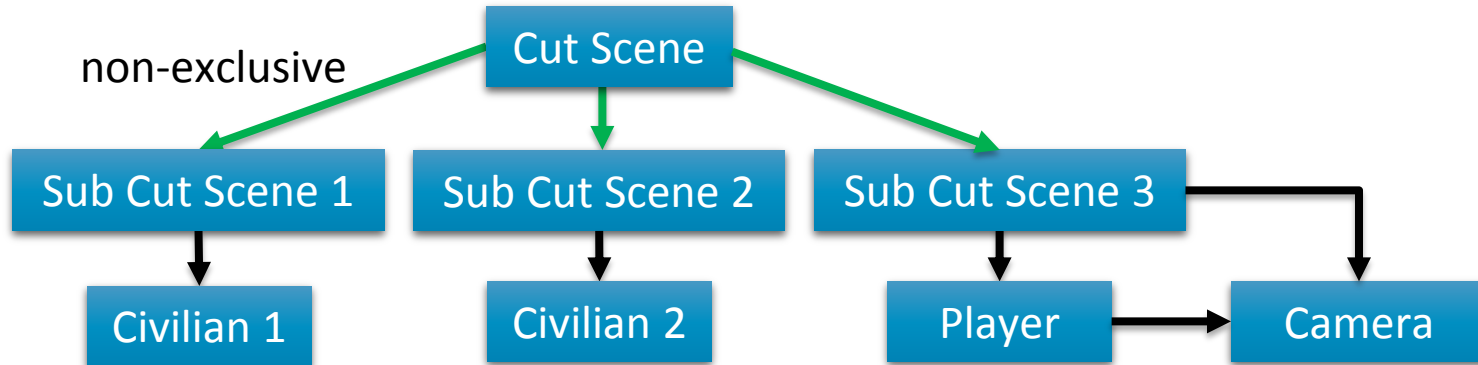 Cut Scene
non-exclusive
Sub Cut Scene 1
Sub Cut Scene 2
Sub Cut Scene 3
Civilian 1
Civilian 2
Player
Camera